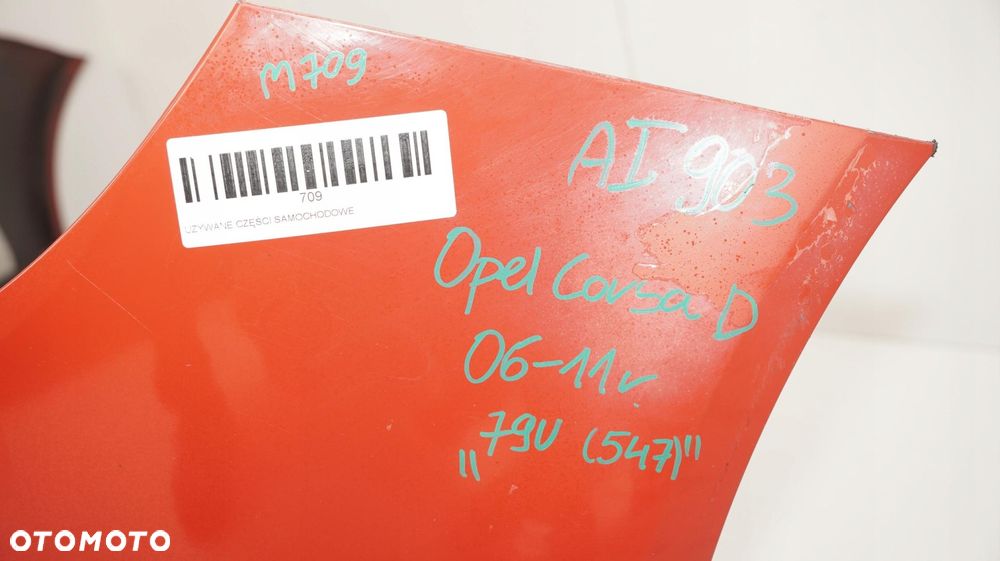 M709
709
UŻYWANE CZĘŚCI SAMOCHODOWE
AI 903
Opel Corsa D
06-11r
„79U (547)"
OTOMOTO